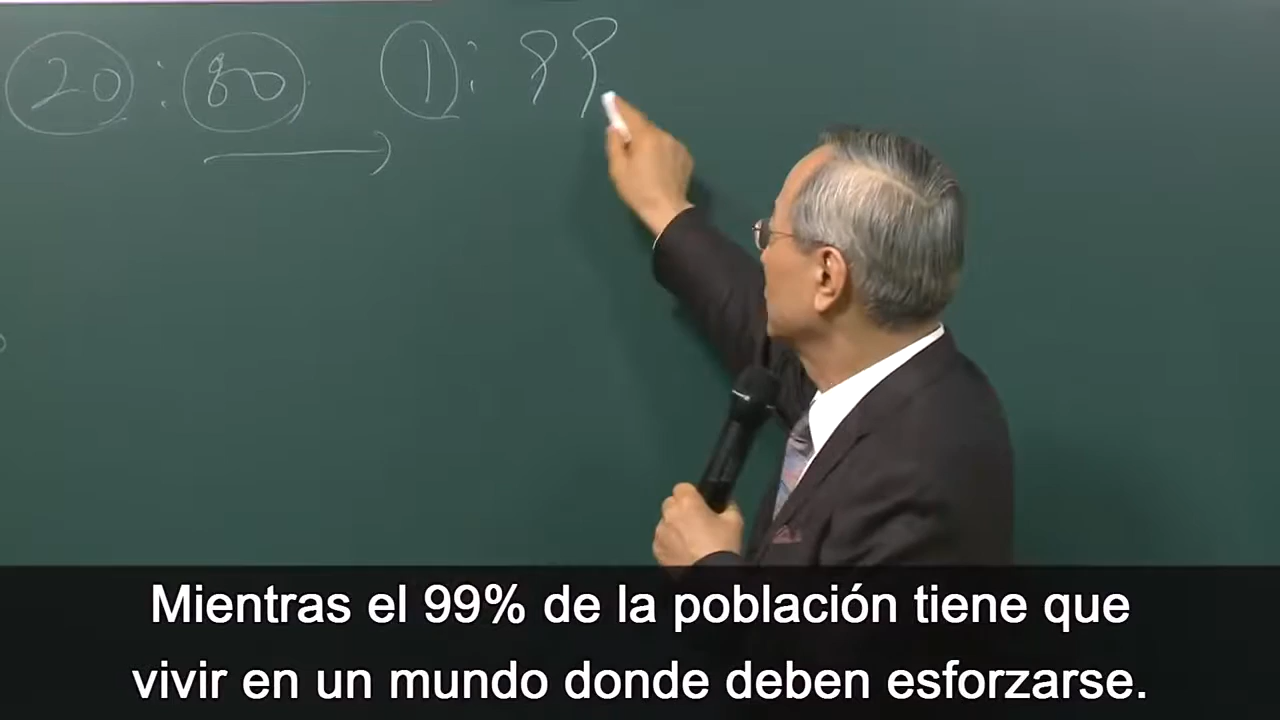 20 : 80 1 : 99
Mientras el 99% de la población tiene que
vivir en un mundo donde deben esforzarse.